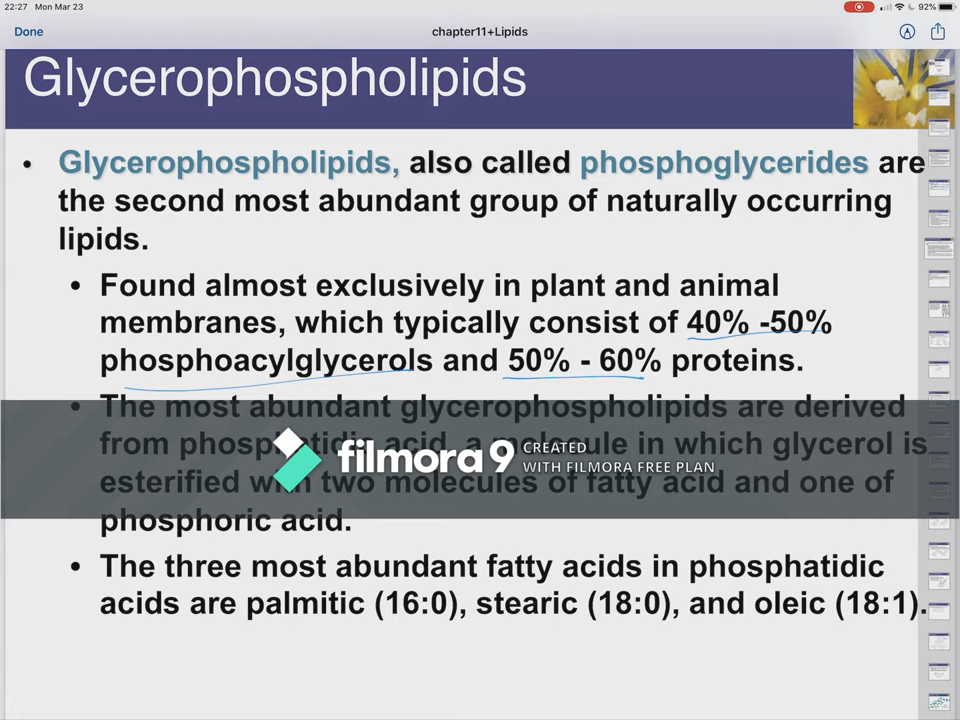 22:27 Mon Mar 23
92%
Done
chapter11+Lipids
Glycerophospholipids
• Glycerophospholipids, also called phosphoglycerides are
the second most abundant group of naturally occurring
lipids.
• Found almost exclusively in plant and animal
membranes, which typically consist of 40% -50%
phosphoacylglycerols and 50% - 60% proteins.
• The most abundant glycerophospholipids are derived
from phosphatidic acid, a molecule in which glycerol is
esterified with two molecules of fatty acid and one of
phosphoric acid.
filmora9 CREATED
WITH FILMORA FREE PLAN
• The three most abundant fatty acids in phosphatidic
acids are palmitic (16:0), stearic (18:0), and oleic (18:1).